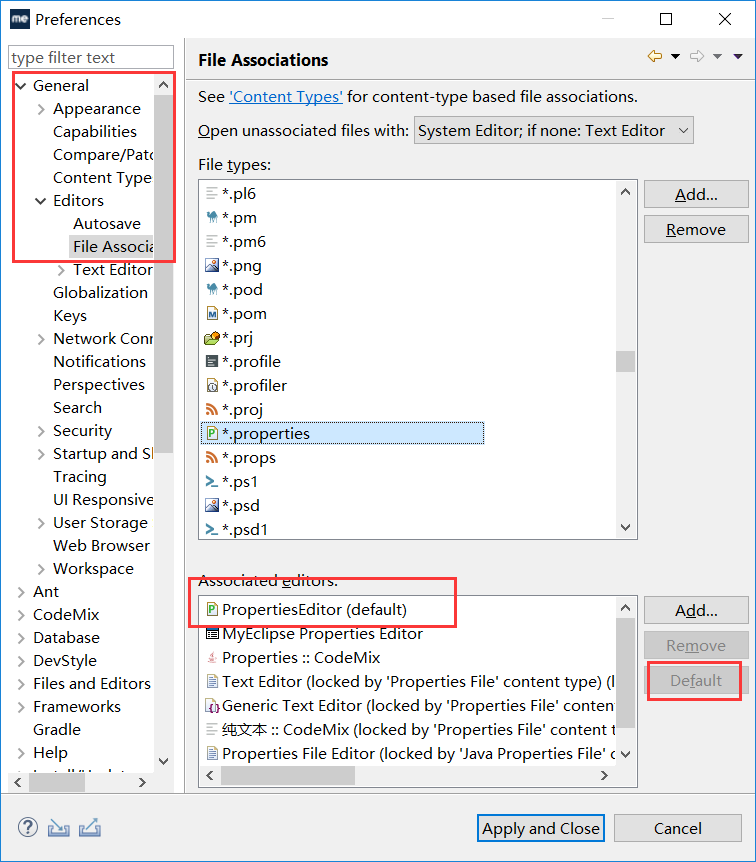 me Preferences
type filter text
General
Appearance
Capabilities
Compare/Patc
Content Type
Editors
Autosave
File Associa
Text Editor
Globalization
Keys
Network Conn
Notifications
Perspectives
Search
Security
Startup and Sh
Tracing
UI Responsive
User Storage
Web Browser
Workspace
Ant
CodeMix
Database
DevStyle
Files and Editors
Frameworks
Gradle
Help
Install/Update
File Associations
See 'Content Types' for content-type based file associations.
Open unassociated files with: System Editor; if none: Text Editor
File types:
*.pl6
*.pm
*.pm6
*.png
*.pod
*.pom
*.prj
*.profile
*.profiler
*.proj
*.properties
*.props
*.ps1
*.psd
*.psd1
Add...
Remove
Associated editors:
PropertiesEditor (default)
MyEclipse Properties Editor
Properties :: CodeMix
Text Editor (locked by 'Properties File' content type) (l
Generic Text Editor (locked by 'Properties File' conten
纯文本 :: CodeMix (locked by 'Properties File' content t
Properties File Editor (locked by 'Java Properties File' c
Add...
Remove
Default
Apply and Close
Cancel